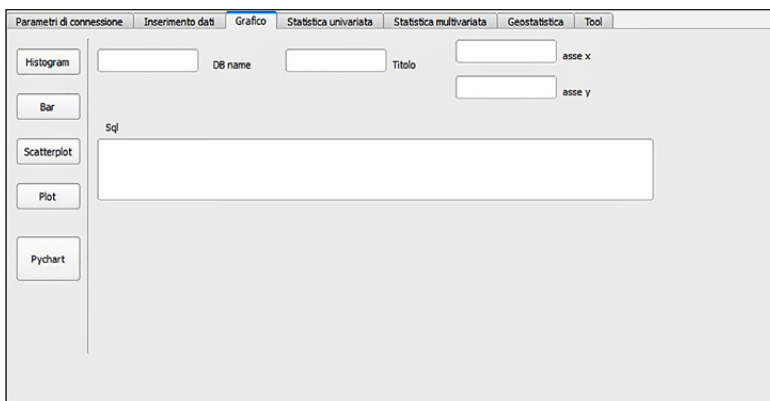 Parametri di connessione Inserimento dati Grafico Statistica univariata Statistica multivariata Geostatistica Tool
Histogram DB name Titolo asse x
asse y
Bar
Sql
Scatterplot
Plot
Pychart